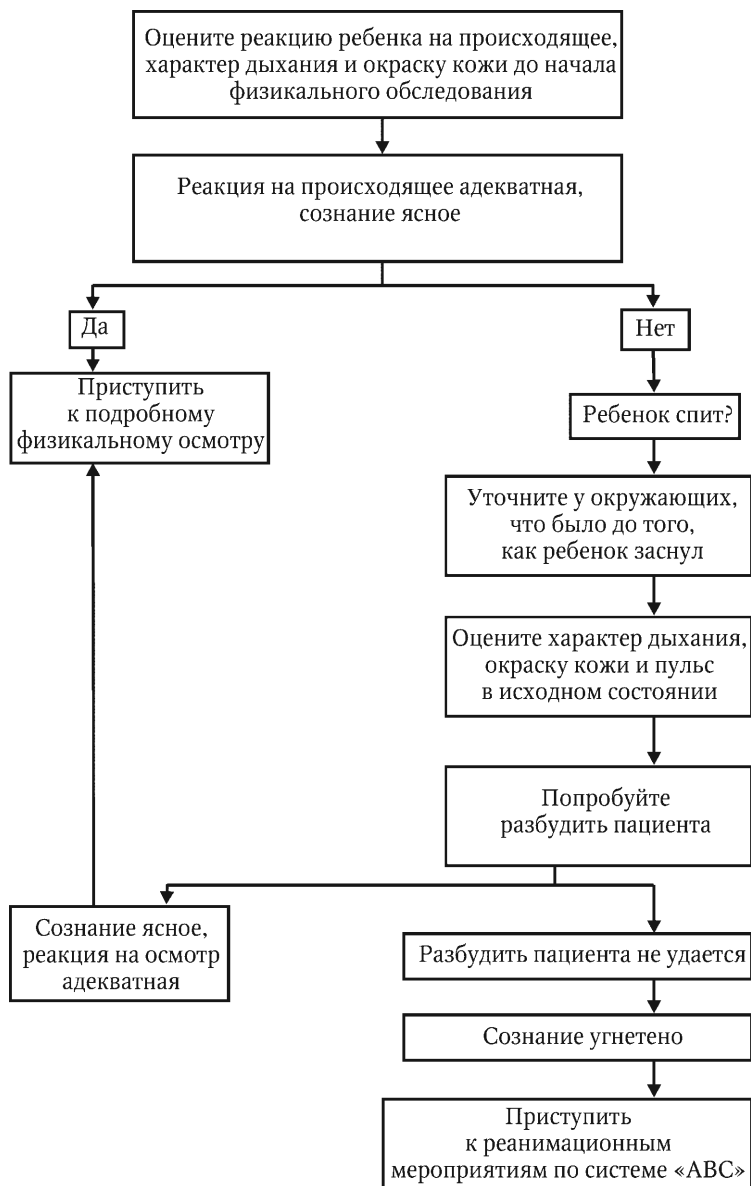 Оцените реакцию ребенка на происходящее,
характер дыхания и окраску кожи до начала
физикального обследования
Реакция на происходящее адекватная,
сознание ясное
Да
Нет
Приступить
к подробному
физикальному осмотру
Ребенок спит?
Уточните у окружающих,
что было до того,
как ребенок заснул
Оцените характер дыхания,
окраску кожи и пульс
в исходном состоянии
Попробуйте
разбудить пациента
Сознание ясное,
реакция на осмотр
адекватная
Разбудить пациента не удается
Сознание угнетено
Приступить
к реанимационным
мероприятиям по системе «АВС»